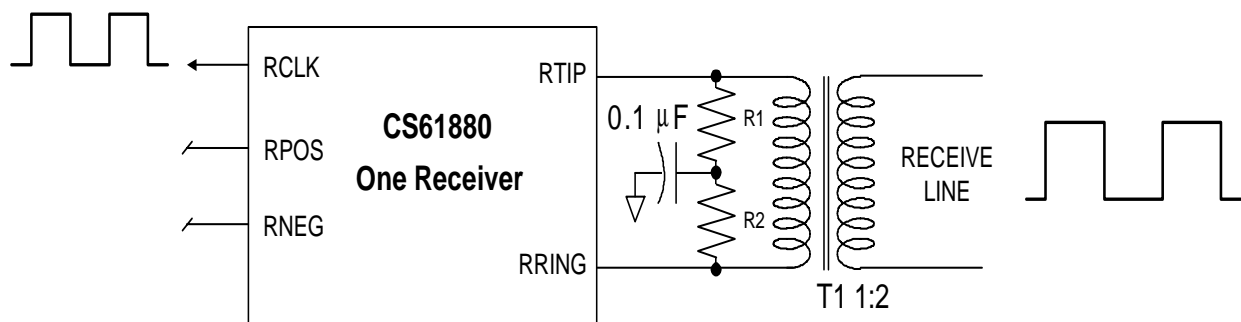 RCLK
RPOS
RNEG
CS61880
One Receiver
RTIP
RRING
0.1 μF
R1
R2
T1 1:2
RECEIVE
LINE